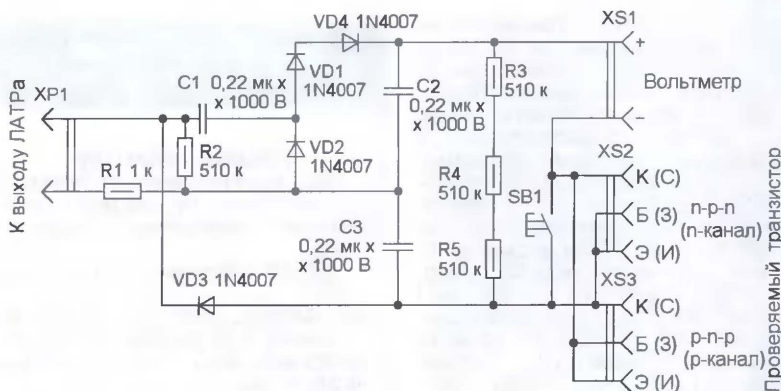 VD4 1N4007
XS1
+
Вольтметр
−
XP1
C1 0,22 мк х
х 1000 В
VD1
1N4007
C2
0,22 мк х
х 1000 В
R3
510 к
R2
510 к
VD2
1N4007
R1 1 к
R4
510 к
SB1
XS2
К (С)
Б (З)
Э (И)
n-p-n
(n-канал)
C3
0,22 мк х
х 1000 В
R5
510 к
VD3 1N4007
XS3
К (С)
Б (З)
Э (И)
p-n-p
(p-канал)
К выходу ЛАТРа
Проверяемый транзистор